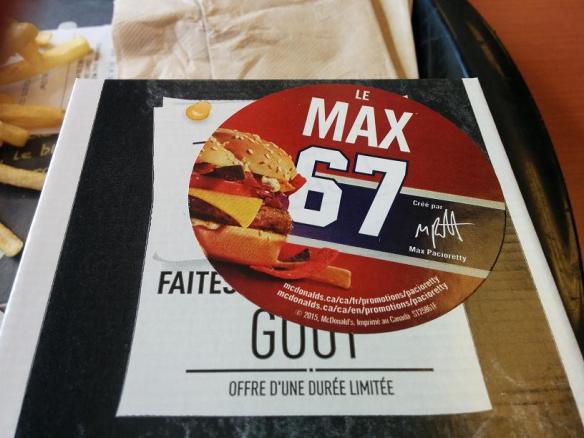 LE
MAX
67
Créé par
Max Pacioretty
mcdonalds.ca/ca/fr/promotions/pacioretty
mcdonalds.ca/ca/en/promotions/pacioretty
© 2015, McDonald's. Imprimé au Canada
FAITES
GOÛT
OFFRE D'UNE DURÉE LIMITÉE